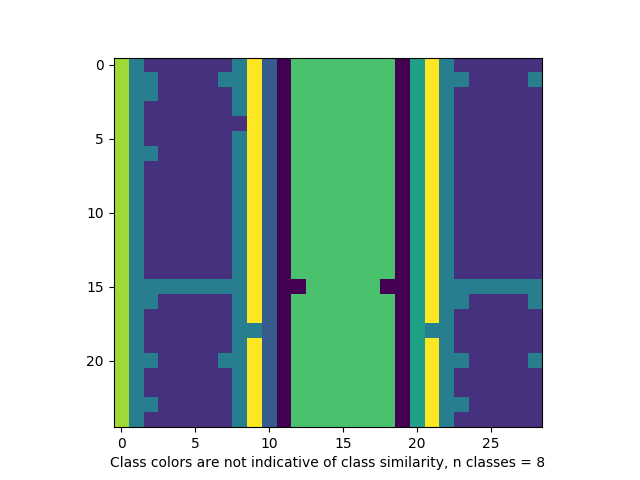 0
5
10
15
20
0 5 10 15 20 25
Class colors are not indicative of class similarity, n classes = 8